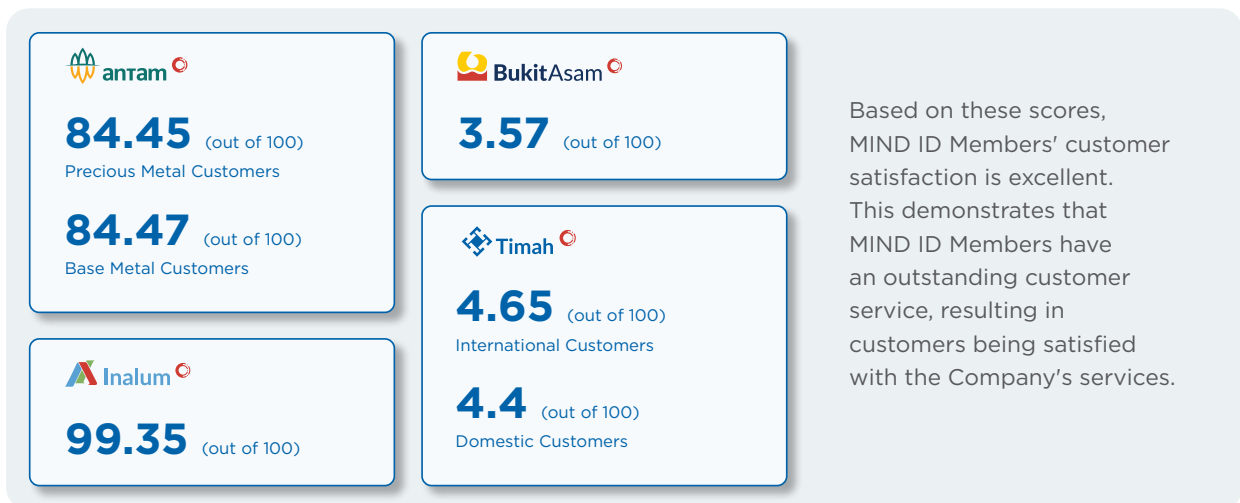 antam
84.45 (out of 100)
Precious Metal Customers
84.47 (out of 100)
Base Metal Customers
Inalum
99.35 (out of 100)
BukitAsam
3.57 (out of 100)
Timah
4.65 (out of 100)
International Customers
4.4 (out of 100)
Domestic Customers
Based on these scores,
MIND ID Members' customer
satisfaction is excellent.
This demonstrates that
MIND ID Members have
an outstanding customer
service, resulting in
customers being satisfied
with the Company's services.